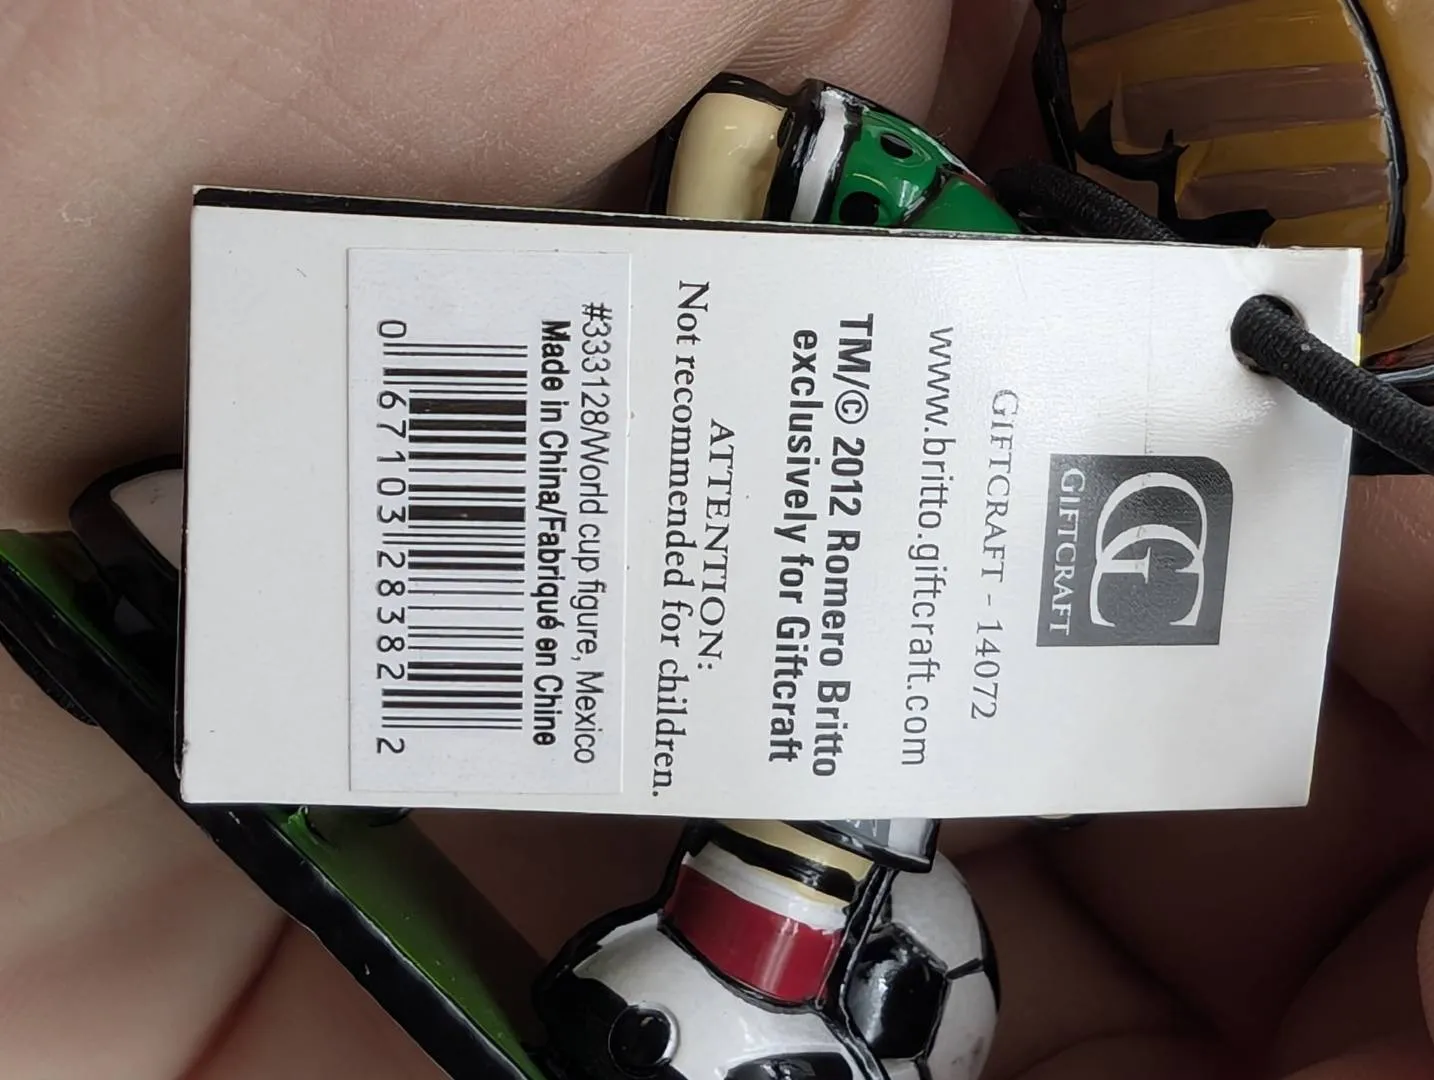 GC
GIFTCRAFT
GIFTCRAFT - 14072
www.britto.giftcraft.com
TM/© 2012 Romero Britto
exclusively for Giftcraft
ATTENTION:
Not recommended for children.
#333128/World cup figure, Mexico
Made in China/Fabriqué en Chine
0 67103 28382 2